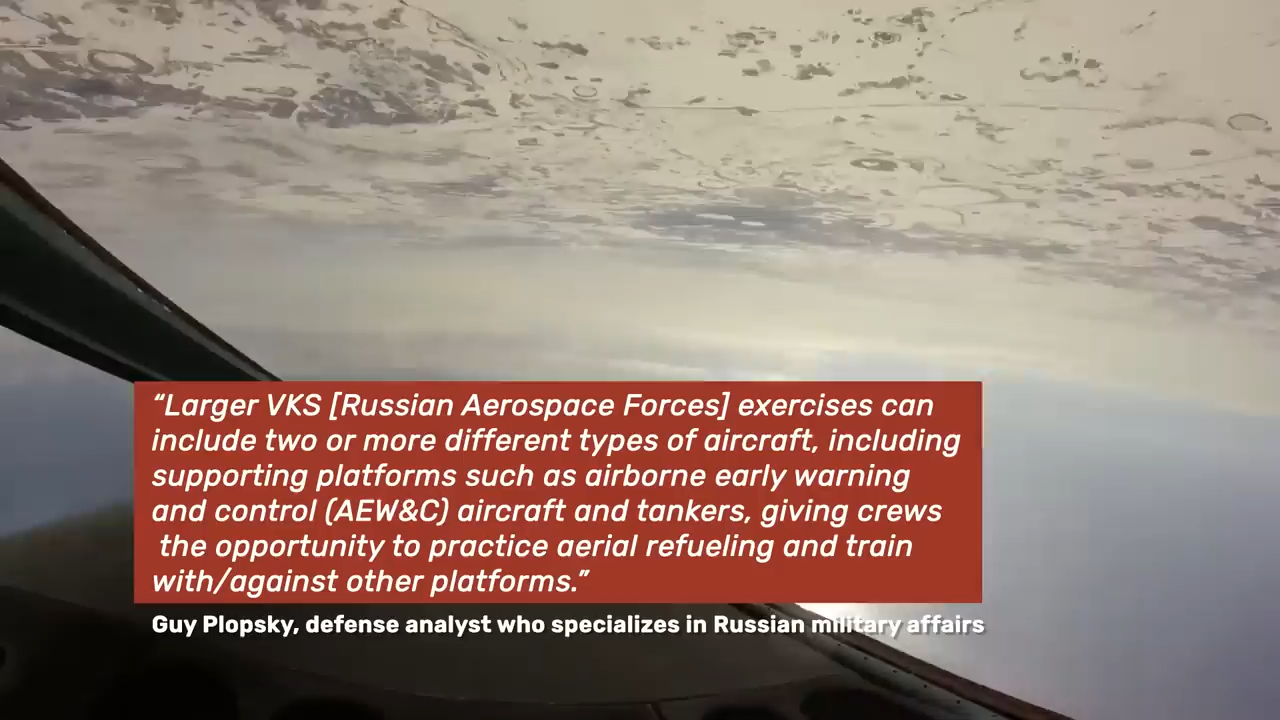 “Larger VKS [Russian Aerospace Forces] exercises can
include two or more different types of aircraft, including
supporting platforms such as airborne early warning
and control (AEW&C) aircraft and tankers, giving crews
the opportunity to practice aerial refueling and train
with/against other platforms.”
Guy Plopsky, defense analyst who specializes in Russian military affairs